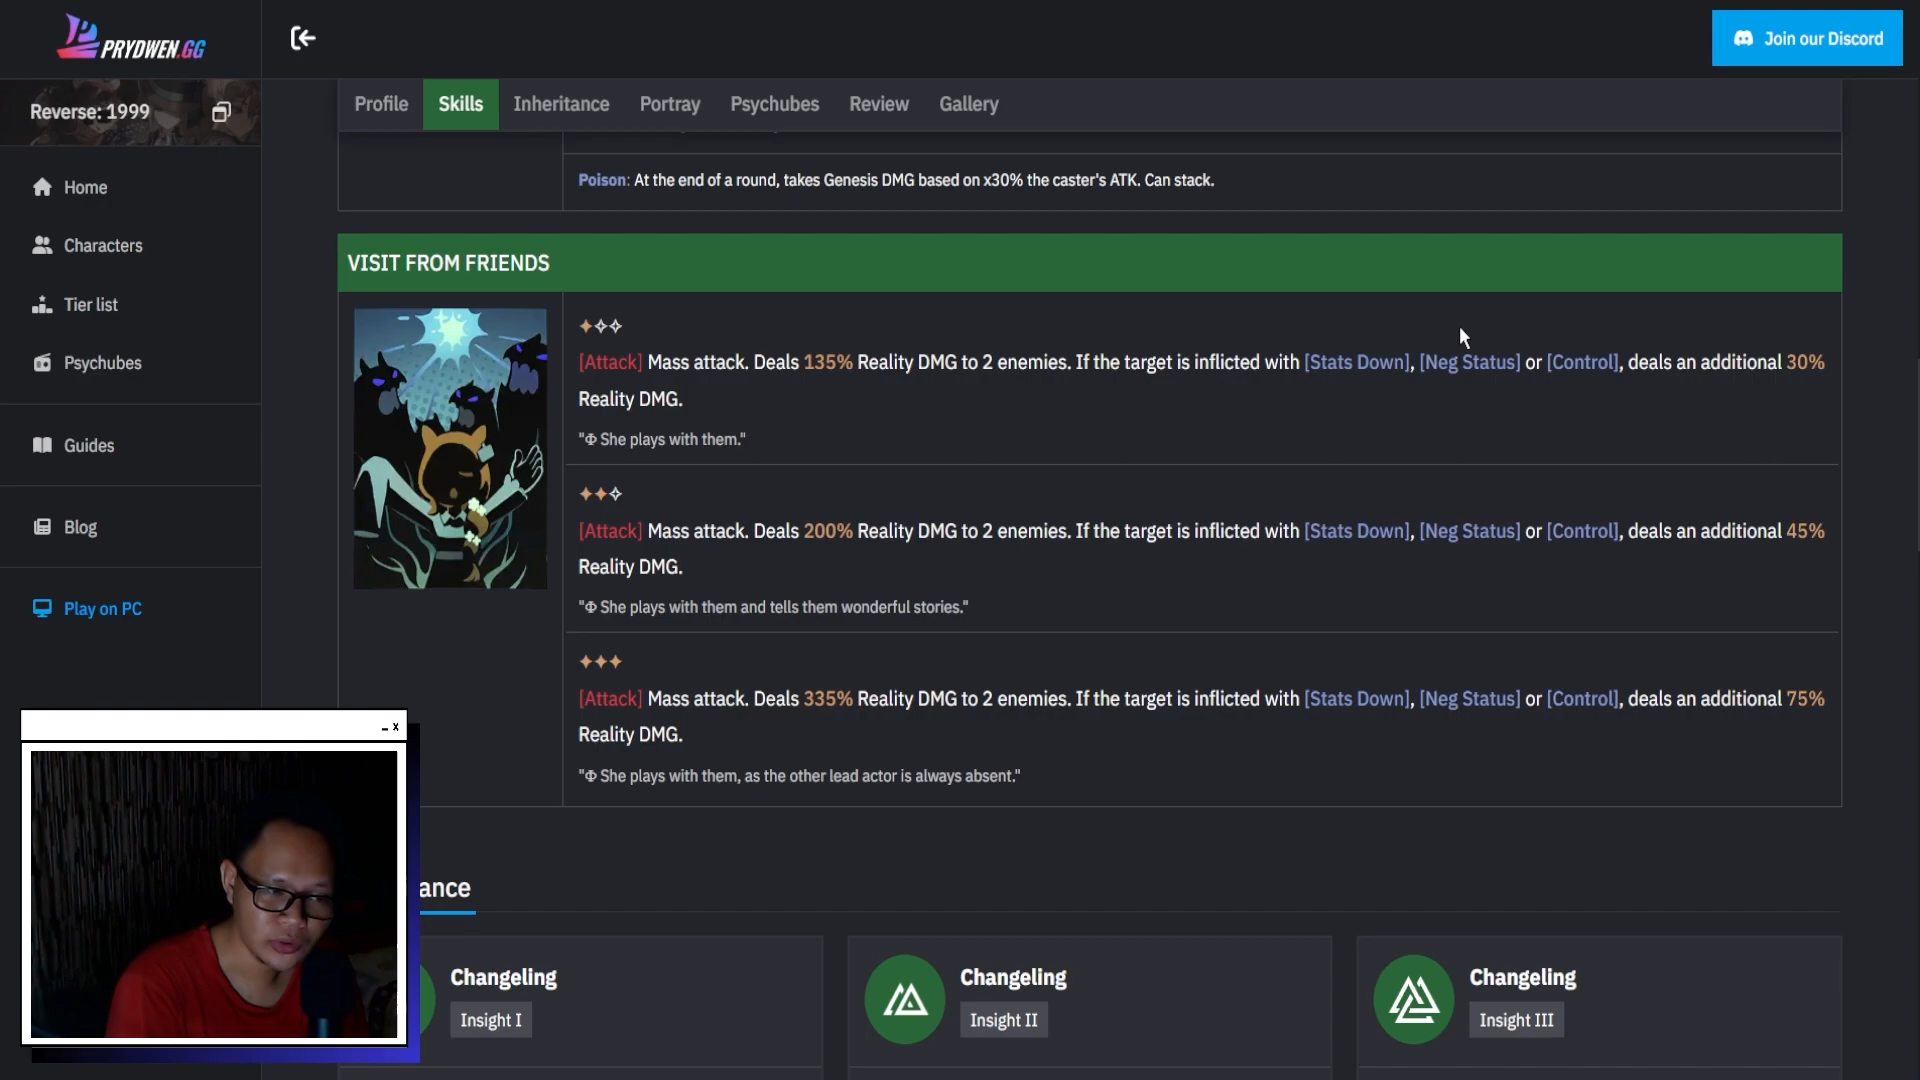 PRYDWEN.GG
Join our Discord
Reverse: 1999
Profile
Skills
Inheritance
Portray
Psychubes
Review
Gallery
Home
Characters
Tier list
Psychubes
Guides
Blog
Play on PC
Poison: At the end of a round, takes Genesis DMG based on x30% the caster's ATK. Can stack.
VISIT FROM FRIENDS
[Attack] Mass attack. Deals 135% Reality DMG to 2 enemies. If the target is inflicted with [Stats Down], [Neg Status] or [Control], deals an additional 30%
Reality DMG.
"Φ She plays with them."
[Attack] Mass attack. Deals 200% Reality DMG to 2 enemies. If the target is inflicted with [Stats Down], [Neg Status] or [Control], deals an additional 45%
Reality DMG.
"Φ She plays with them and tells them wonderful stories."
[Attack] Mass attack. Deals 335% Reality DMG to 2 enemies. If the target is inflicted with [Stats Down], [Neg Status] or [Control], deals an additional 75%
Reality DMG.
"Φ She plays with them, as the other lead actor is always absent."
ance
Changeling
Insight I
Changeling
Insight II
Changeling
Insight III